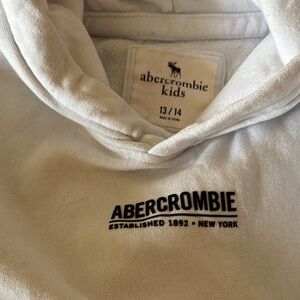 abercrombie
kids
13 / 14
ABERCROMBIE
ESTABLISHED 1892 • NEW YORK